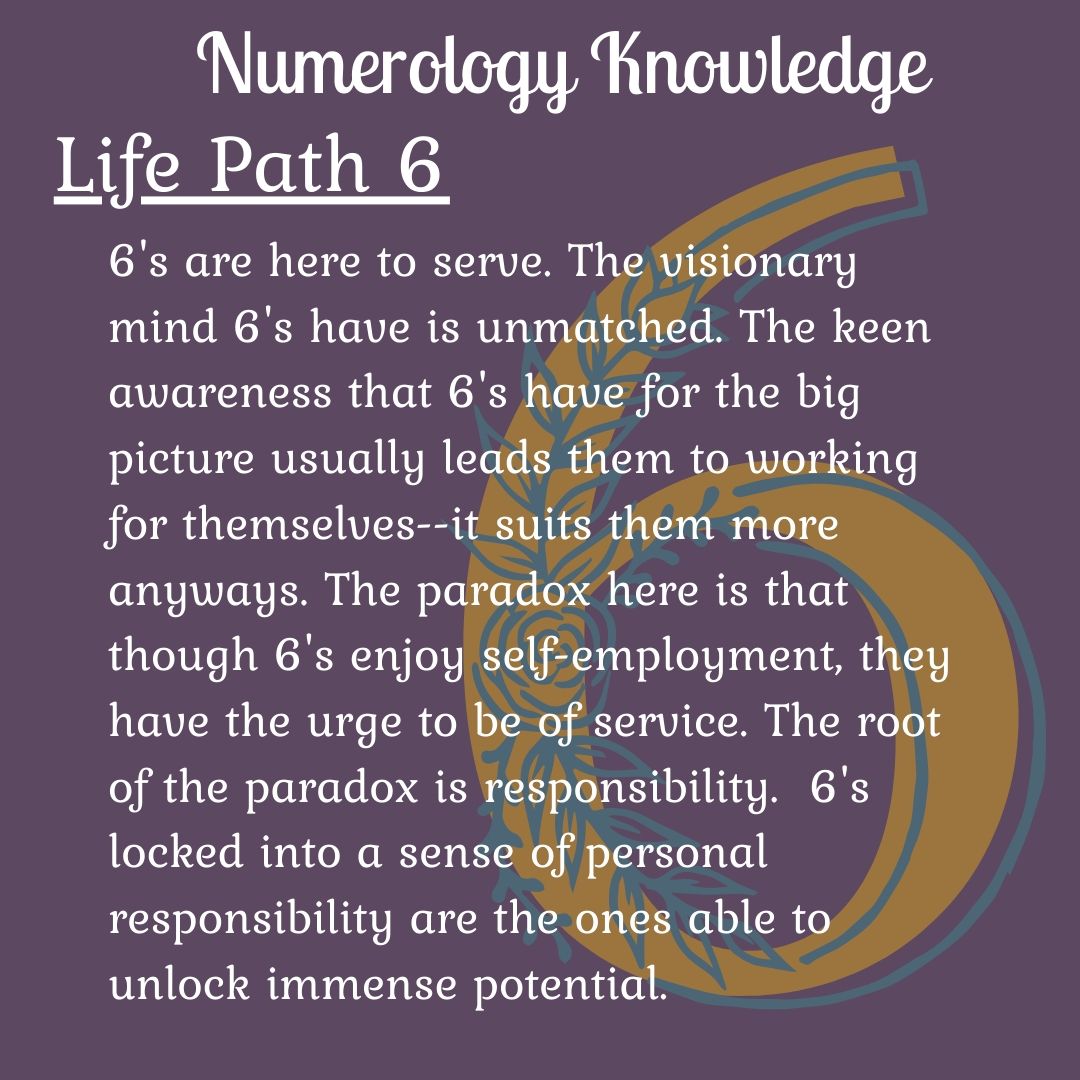 Numerology Knowledge
Life Path 6
6's are here to serve. The visionary
mind 6's have is unmatched. The keen
awareness that 6's have for the big
picture usually leads them to working
for themselves--it suits them more
anyways. The paradox here is that
though 6's enjoy self-employment, they
have the urge to be of service. The root
of the paradox is responsibility.  6's
locked into a sense of personal
responsibility are the ones able to
unlock immense potential.